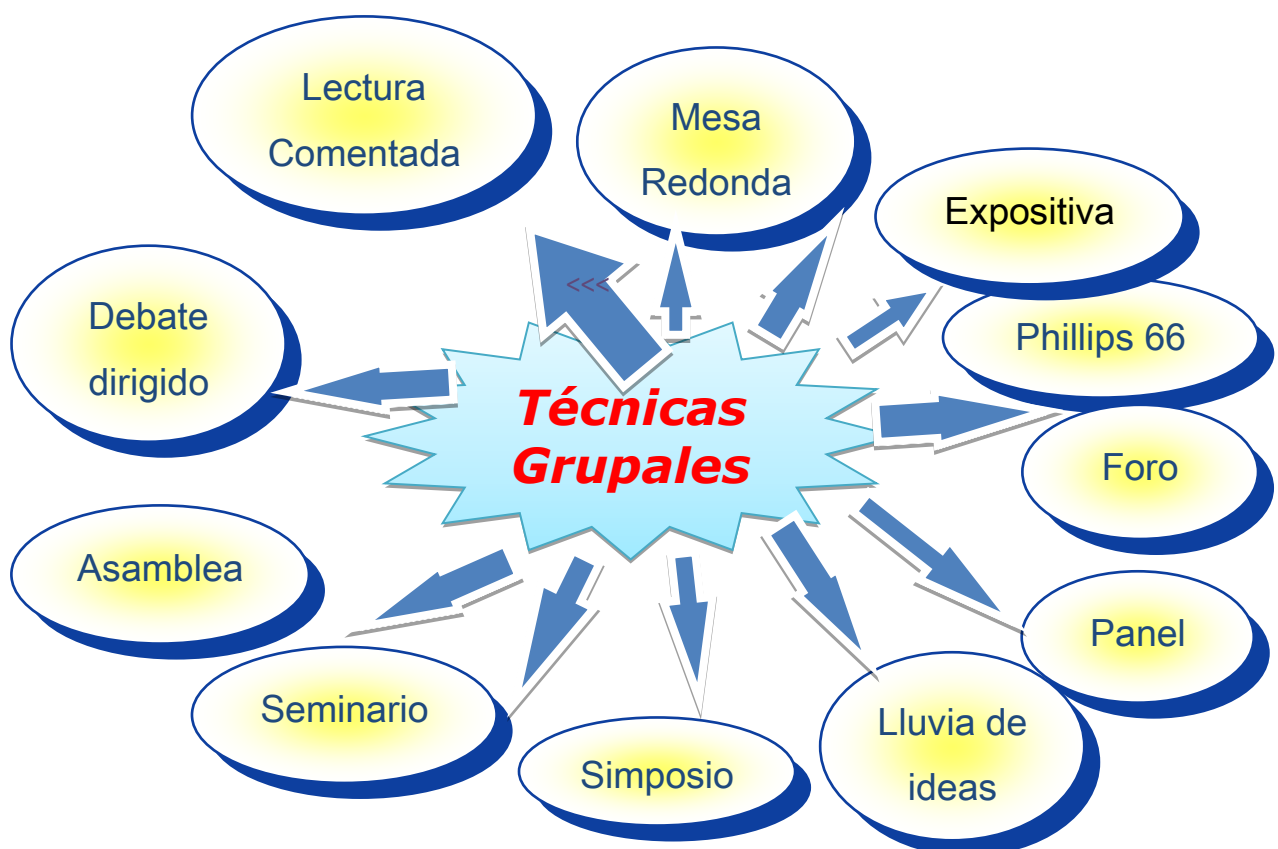 Lectura
Comentada
Mesa
Redonda
Expositiva
<<<
Debate
dirigido
Phillips 66
Técnicas
Grupales
Foro
Asamblea
Panel
Seminario
Lluvia de
ideas
Simposio